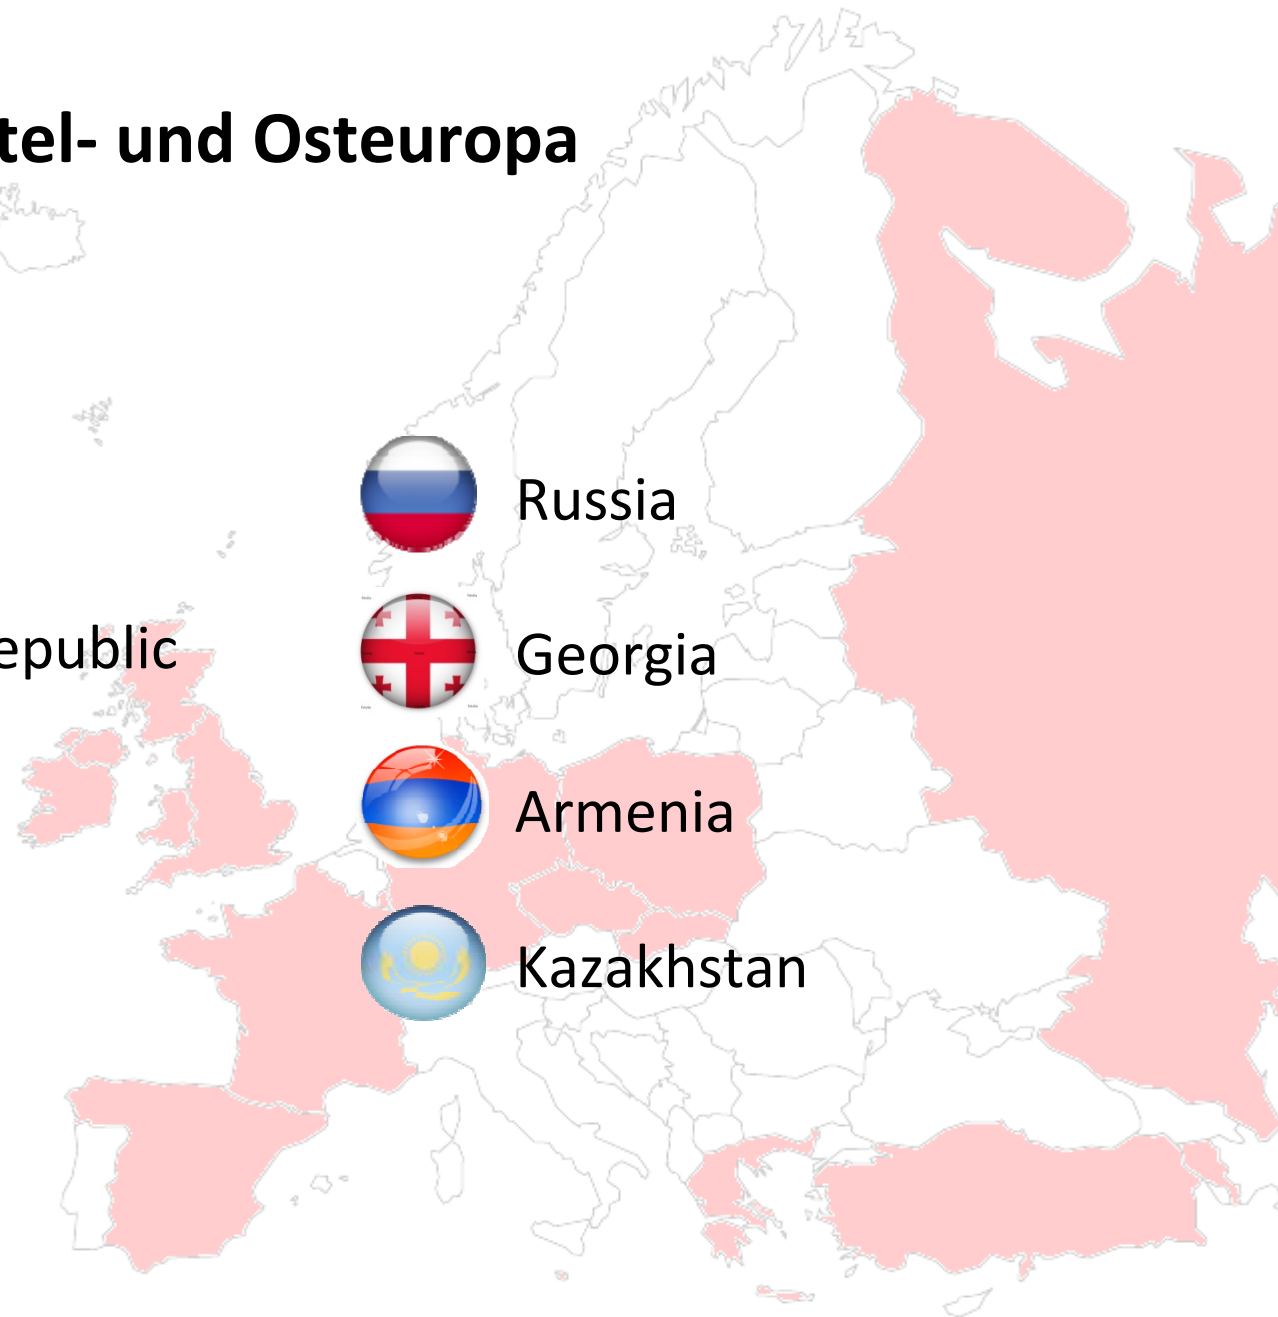 tel- und Osteuropa
Russia
epublic
Georgia
Armenia
Kazakhstan